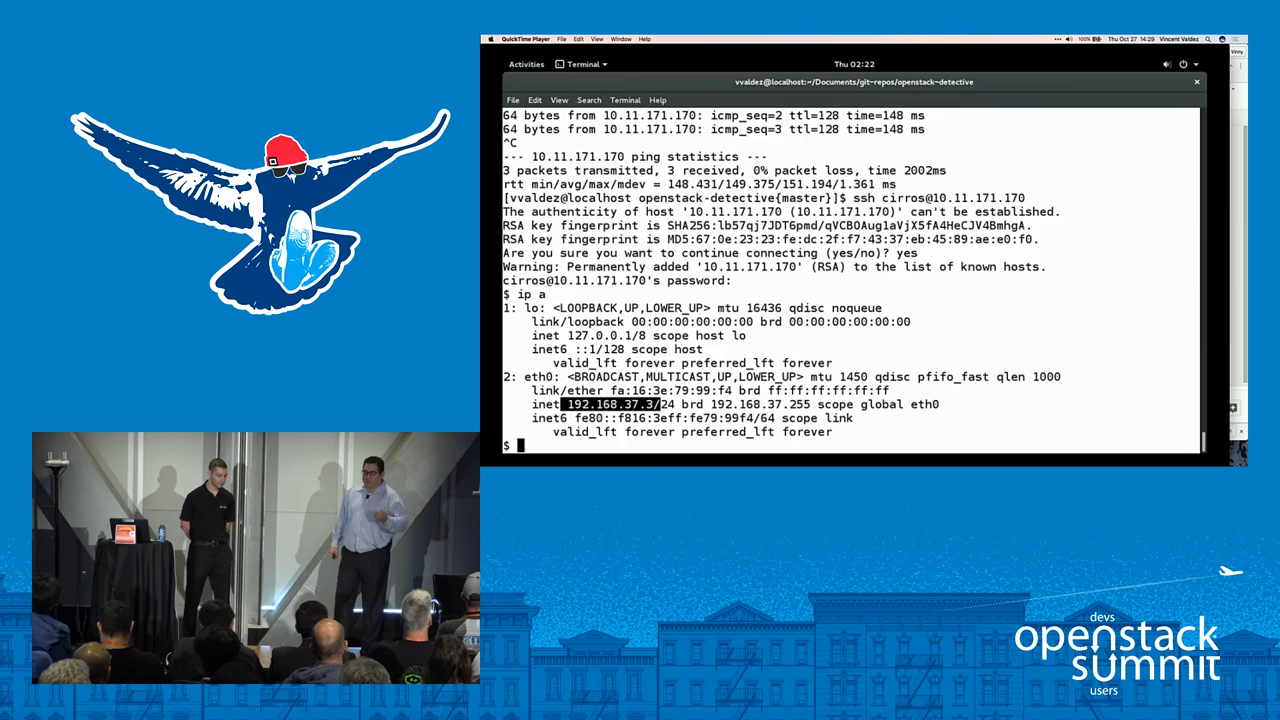 QuickTime Player File Edit View Window Help
100% Thu Oct 27 14:29 Vincent Valdez
Vinny
Activities Terminal Thu 02:22
vvaldez@localhost:~/Documents/git-repos/openstack-detective
File Edit View Search Terminal Help
64 bytes from 10.11.171.170: icmp_seq=2 ttl=128 time=148 ms
64 bytes from 10.11.171.170: icmp_seq=3 ttl=128 time=148 ms
^C
--- 10.11.171.170 ping statistics ---
3 packets transmitted, 3 received, 0% packet loss, time 2002ms
rtt min/avg/max/mdev = 148.431/149.375/151.194/1.361 ms
[vvaldez@localhost openstack-detective{master}]$ ssh cirros@10.11.171.170
The authenticity of host '10.11.171.170 (10.11.171.170)' can't be established.
RSA key fingerprint is SHA256:lb57qj7JDT6pmd/qVCBOAug1aVjX5fA4HeCJV4BmhgA.
RSA key fingerprint is MD5:67:0e:23:23:fe:dc:2f:f7:43:37:eb:45:89:ae:e0:f0.
Are you sure you want to continue connecting (yes/no)? yes
Warning: Permanently added '10.11.171.170' (RSA) to the list of known hosts.
cirros@10.11.171.170's password:
$ ip a
1: lo: <LOOPBACK,UP,LOWER_UP> mtu 16436 qdisc noqueue
link/loopback 00:00:00:00:00:00 brd 00:00:00:00:00:00
inet 127.0.0.1/8 scope host lo
inet6 ::1/128 scope host
valid_lft forever preferred_lft forever
2: eth0: <BROADCAST,MULTICAST,UP,LOWER_UP> mtu 1450 qdisc pfifo_fast qlen 1000
link/ether fa:16:3e:79:99:f4 brd ff:ff:ff:ff:ff:ff
inet 192.168.37.3/24 brd 192.168.37.255 scope global eth0
inet6 fe80::f816:3eff:fe79:99f4/64 scope link
valid_lft forever preferred_lft forever
$
devs
openstack
summit
users